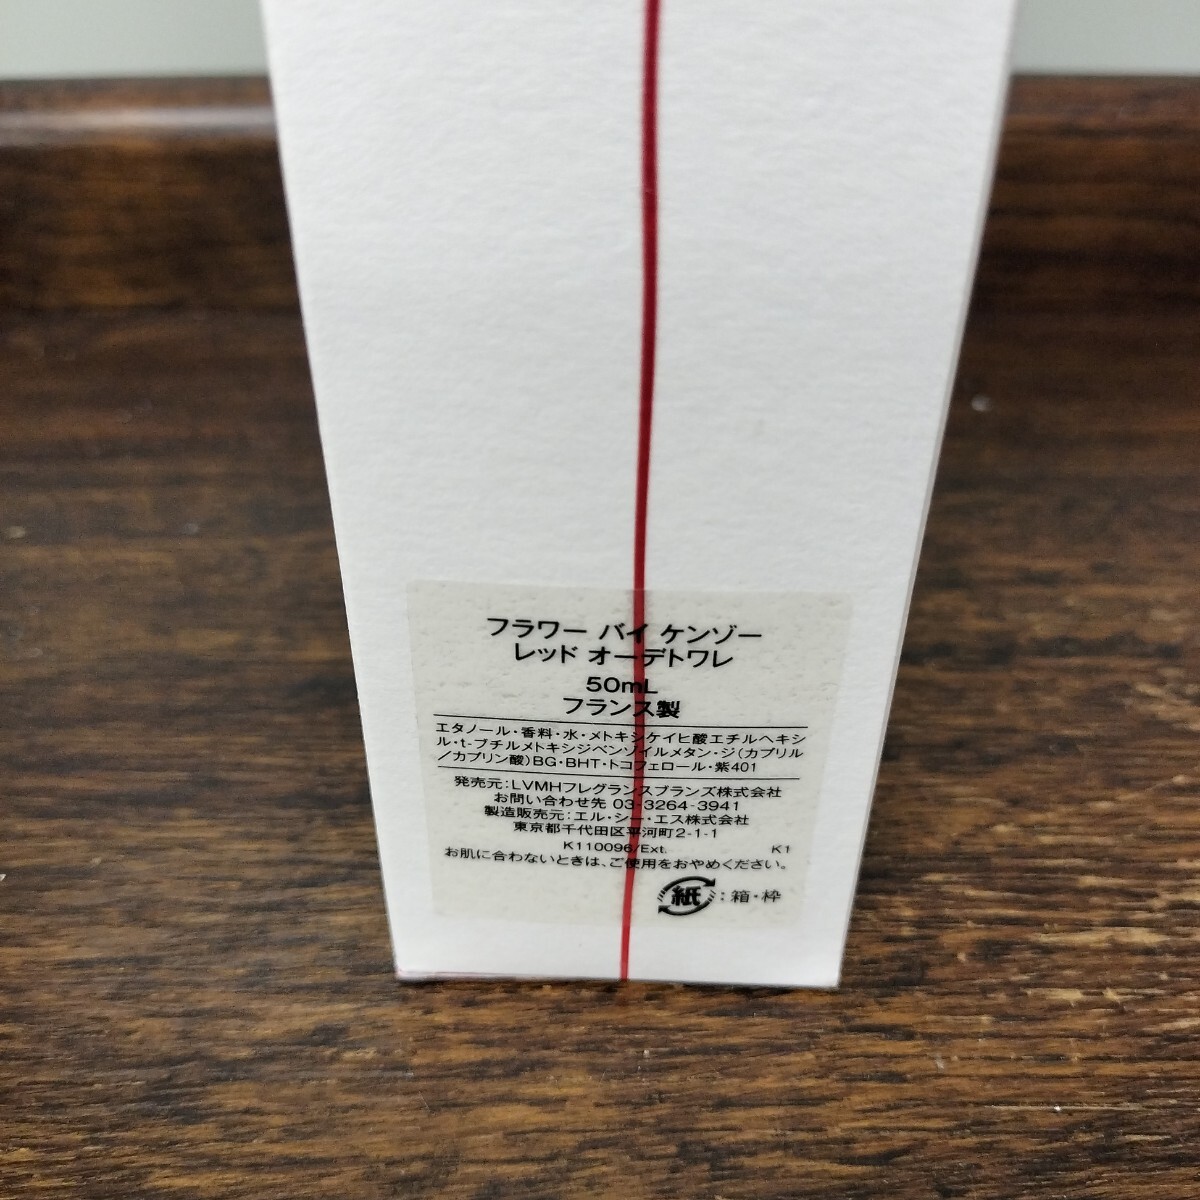 フラワー バイ ケンゾー
レッド オーデトワレ
50mL
フランス製
エタノール・香料・水・メトキシケイヒ酸エチルヘキシ
ル・t-ブチルメトキシジベンゾイルメタン・ジ(カプリル
／カプリン酸)BG・BHT・トコフェロール・紫401
発売元：LVMHフレグランスブランズ株式会社
お問い合わせ先 03-3264-3941
製造販売元：エル・シー・エス株式会社
東京都千代田区平河町2-1-1
K110096/Ext. K1
お肌に合わないときは、ご使用をおやめください。
紙：箱・枠